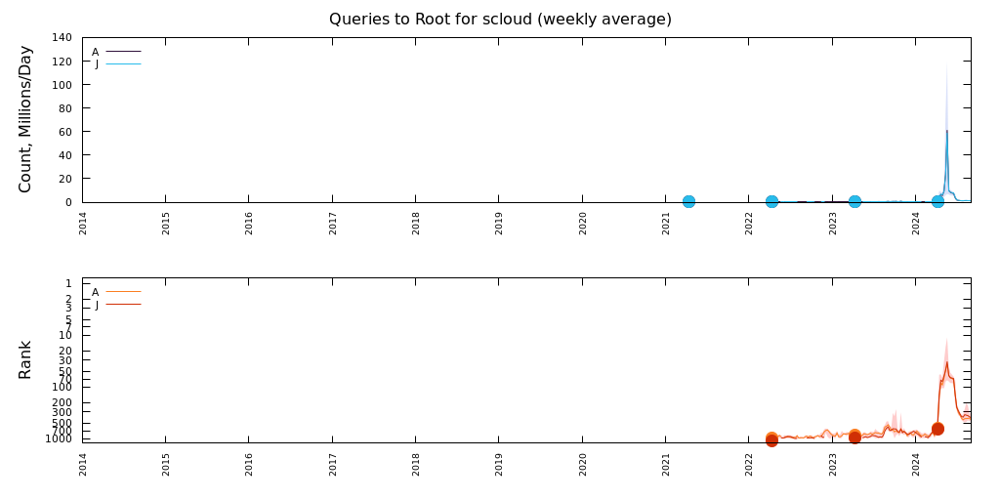 Queries to Root for scloud (weekly average)
Count, Millions/Day
140
120
100
80
60
40
20
0
A
J
2014 2015 2016 2017 2018 2019 2020 2021 2022 2023 2024
Rank
1
2
3
5
7
10
20
30
50
70
100
200
300
500
700
1000
A
J
2014 2015 2016 2017 2018 2019 2020 2021 2022 2023 2024